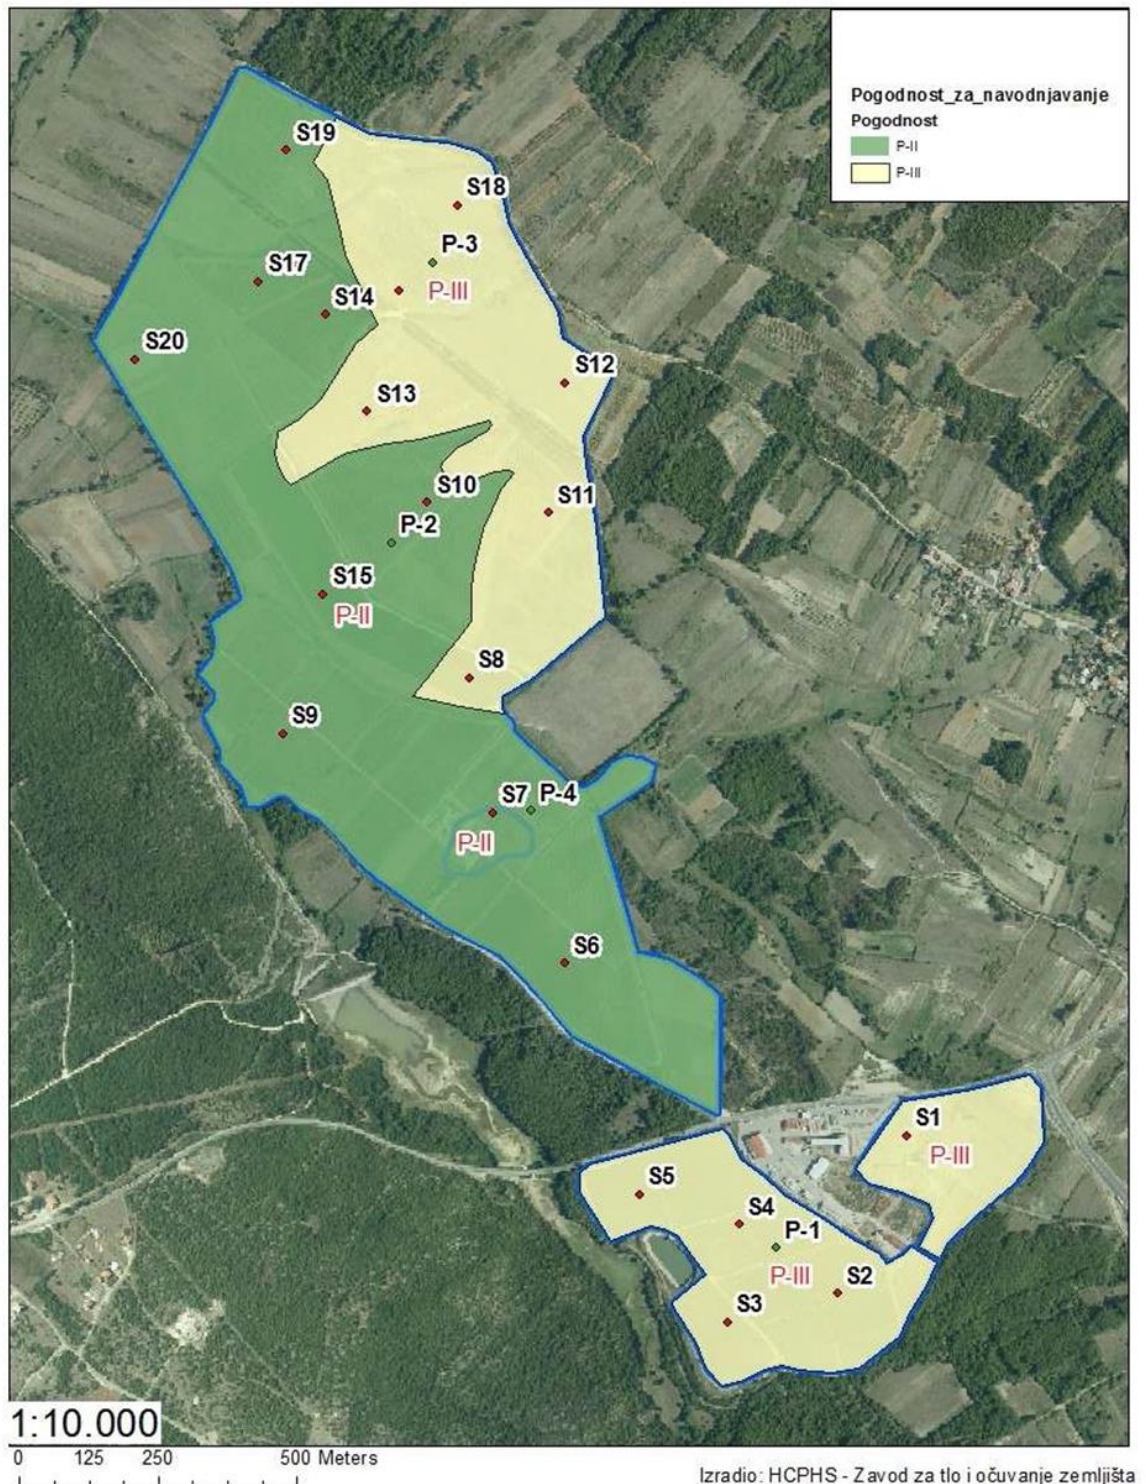 Pogodnost_za_navodnjavanje
Pogodnost
P-II
P-III
S19
S18
P-3
S17
P-III
S14
S20
S12
S13
S10
S11
P-2
S15
P-II
S8
S9
S7
P-4
P-II
S6
S1
P-III
S5
S4
P-1
P-III
S2
S3
1:10.000
0 125 250 500 Meters
Izradio: HCPHS - Zavod za tlo i očuvanje zemljišta